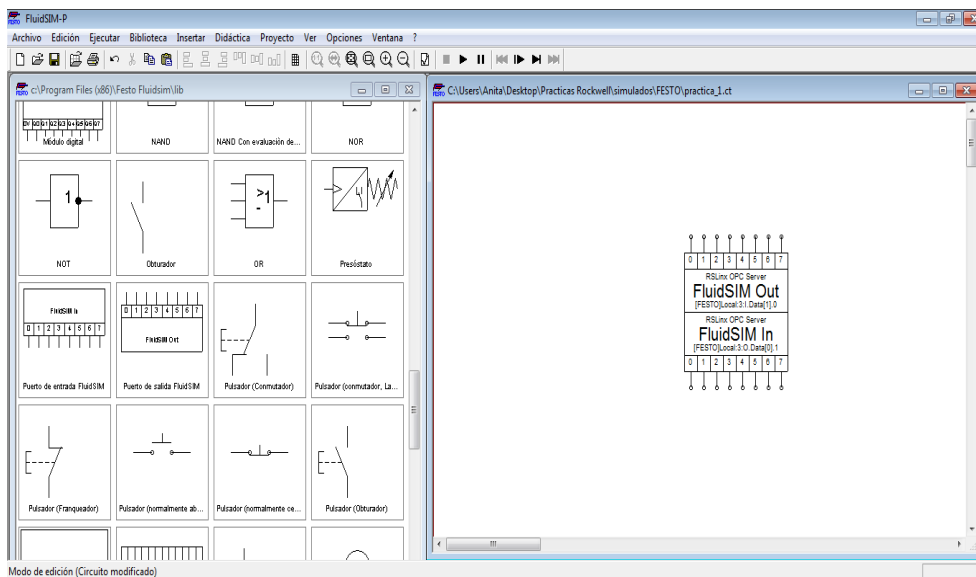 FluidSIM-P
Archivo Edición Ejecutar Biblioteca Insertar Didáctica Proyecto Ver Opciones Ventana ?
c:\Program Files (x86)\Festo Fluidsim\lib
Módulo digital
NAND
NAND Con evaluación de...
NOR
1
>1
-
NOT
Obturador
OR
Presóstato
FluidSIM In
0 1 2 3 4 5 6 7
0 1 2 3 4 5 6 7
FluidSIM Out
Puerto de entrada FluidSIM
Puerto de salida FluidSIM
Pulsador (Conmutador)
Pulsador (conmutador, La...
Pulsador (Franqueador)
Pulsador (normalmente ab...
Pulsador (normalmente ce...
Pulsador (Obturador)
C:\Users\Anita\Desktop\Practicas Rockwell\simulados\FESTO\practica_1.ct
0 1 2 3 4 5 6 7
RSLinx OPC Server
FluidSIM Out
[FESTO]Local:3:I.Data[1].0
RSLinx OPC Server
FluidSIM In
[FESTO]Local:3:O.Data[0].1
0 1 2 3 4 5 6 7
Modo de edición (Circuito modificado)